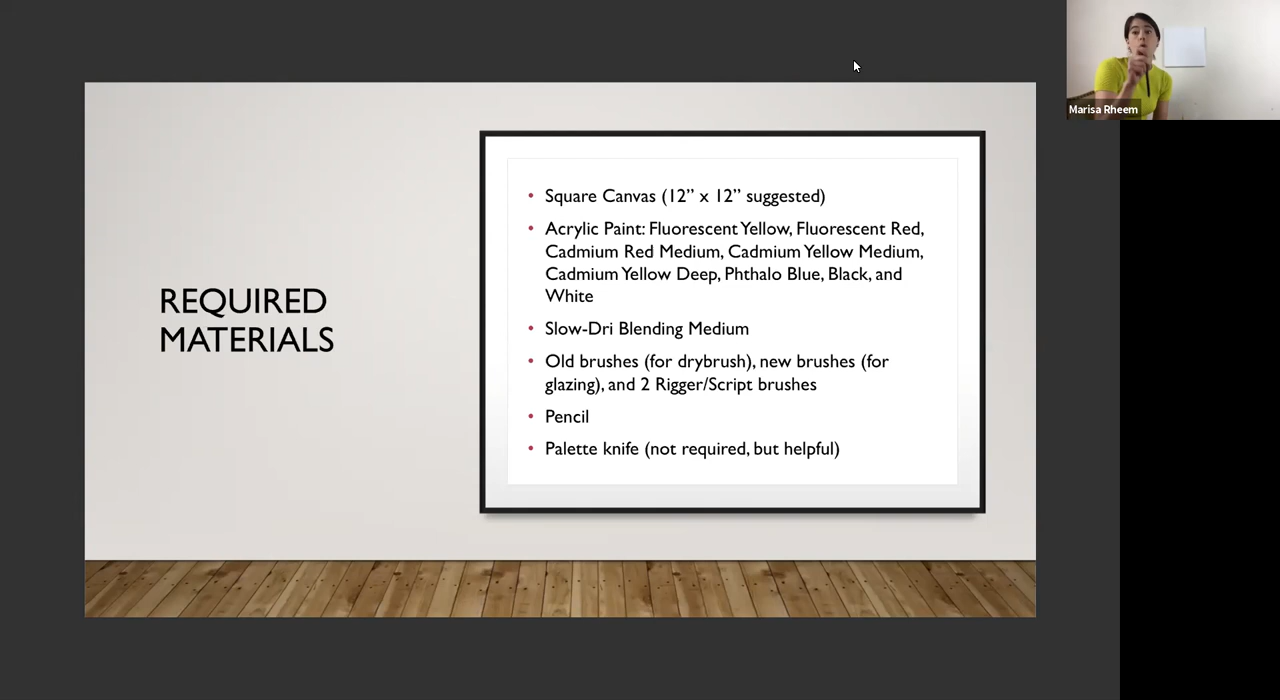 Marisa Rheem
REQUIRED
MATERIALS
• Square Canvas (12” x 12” suggested)
• Acrylic Paint: Fluorescent Yellow, Fluorescent Red,
Cadmium Red Medium, Cadmium Yellow Medium,
Cadmium Yellow Deep, Phthalo Blue, Black, and
White
• Slow-Dri Blending Medium
• Old brushes (for drybrush), new brushes (for
glazing), and 2 Rigger/Script brushes
• Pencil
• Palette knife (not required, but helpful)